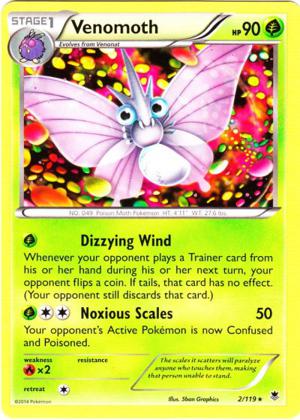 STAGE1
Venomoth
HP 90
Evolves from Venonat
NO. 049 Poison Moth Pokémon HT. 4'11" WT. 27.6 lbs.
Dizzying Wind
Whenever your opponent plays a Trainer card from
his or her hand during his or her next turn, your
opponent flips a coin. If tails, that card has no effect.
(Your opponent still discards that card.)
Noxious Scales 50
Your opponent's Active Pokémon is now Confused
and Poisoned.
weakness resistance
×2
retreat
The scales it scatters will paralyze
anyone who touches them, making
that person unable to stand.
Illus. 5ban Graphics 2/119 ★
©2014 Pokémon